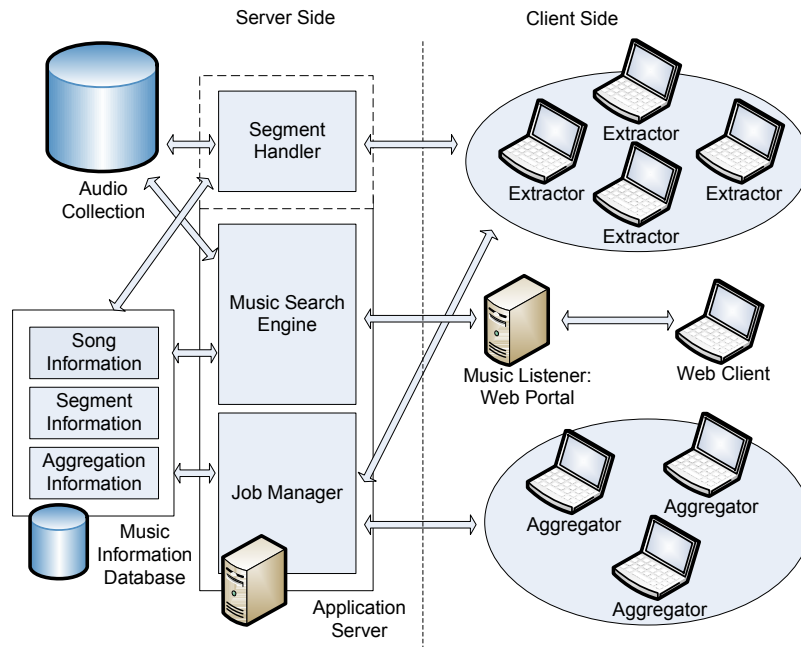 Server Side
Client Side
Segment
Handler
Audio
Collection
Extractor
Extractor
Extractor
Extractor
Music Search
Engine
Song
Information
Segment
Information
Aggregation
Information
Music
Information
Database
Music Listener:
Web Portal
Web Client
Job Manager
Application
Server
Aggregator
Aggregator
Aggregator